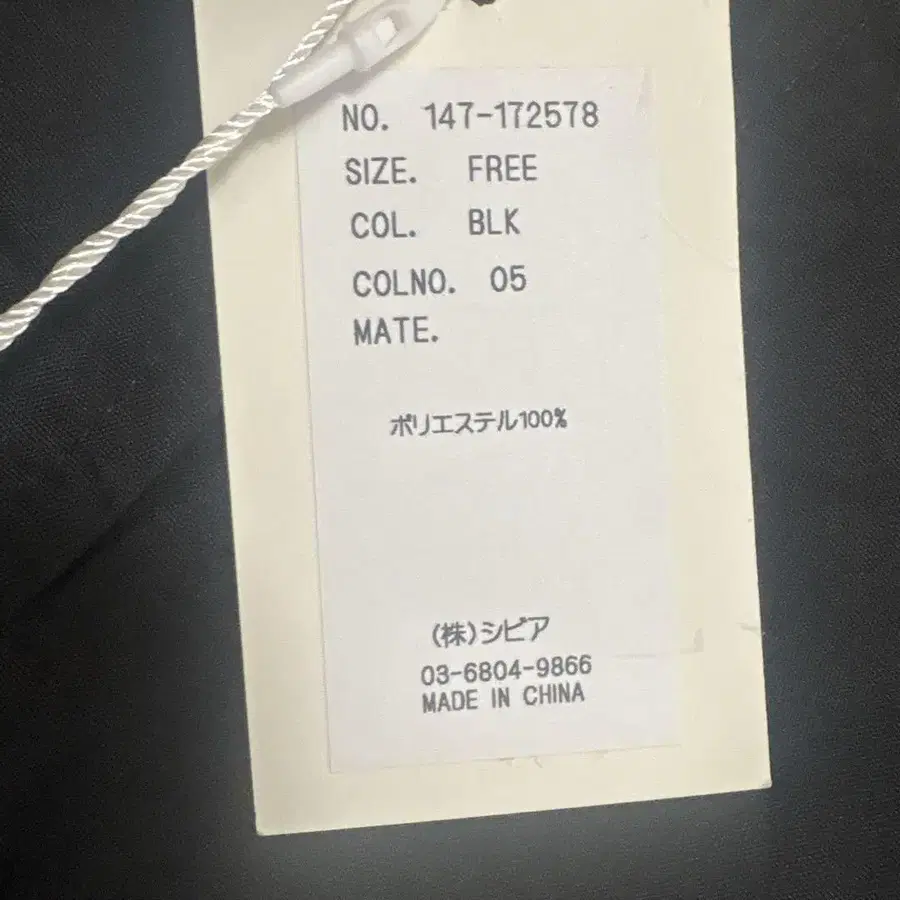 NO. 147-172578
SIZE. FREE
COL. BLK
COLNO. 05
MATE.
ポリエステル100%
(株)シビア
03-6804-9866
MADE IN CHINA